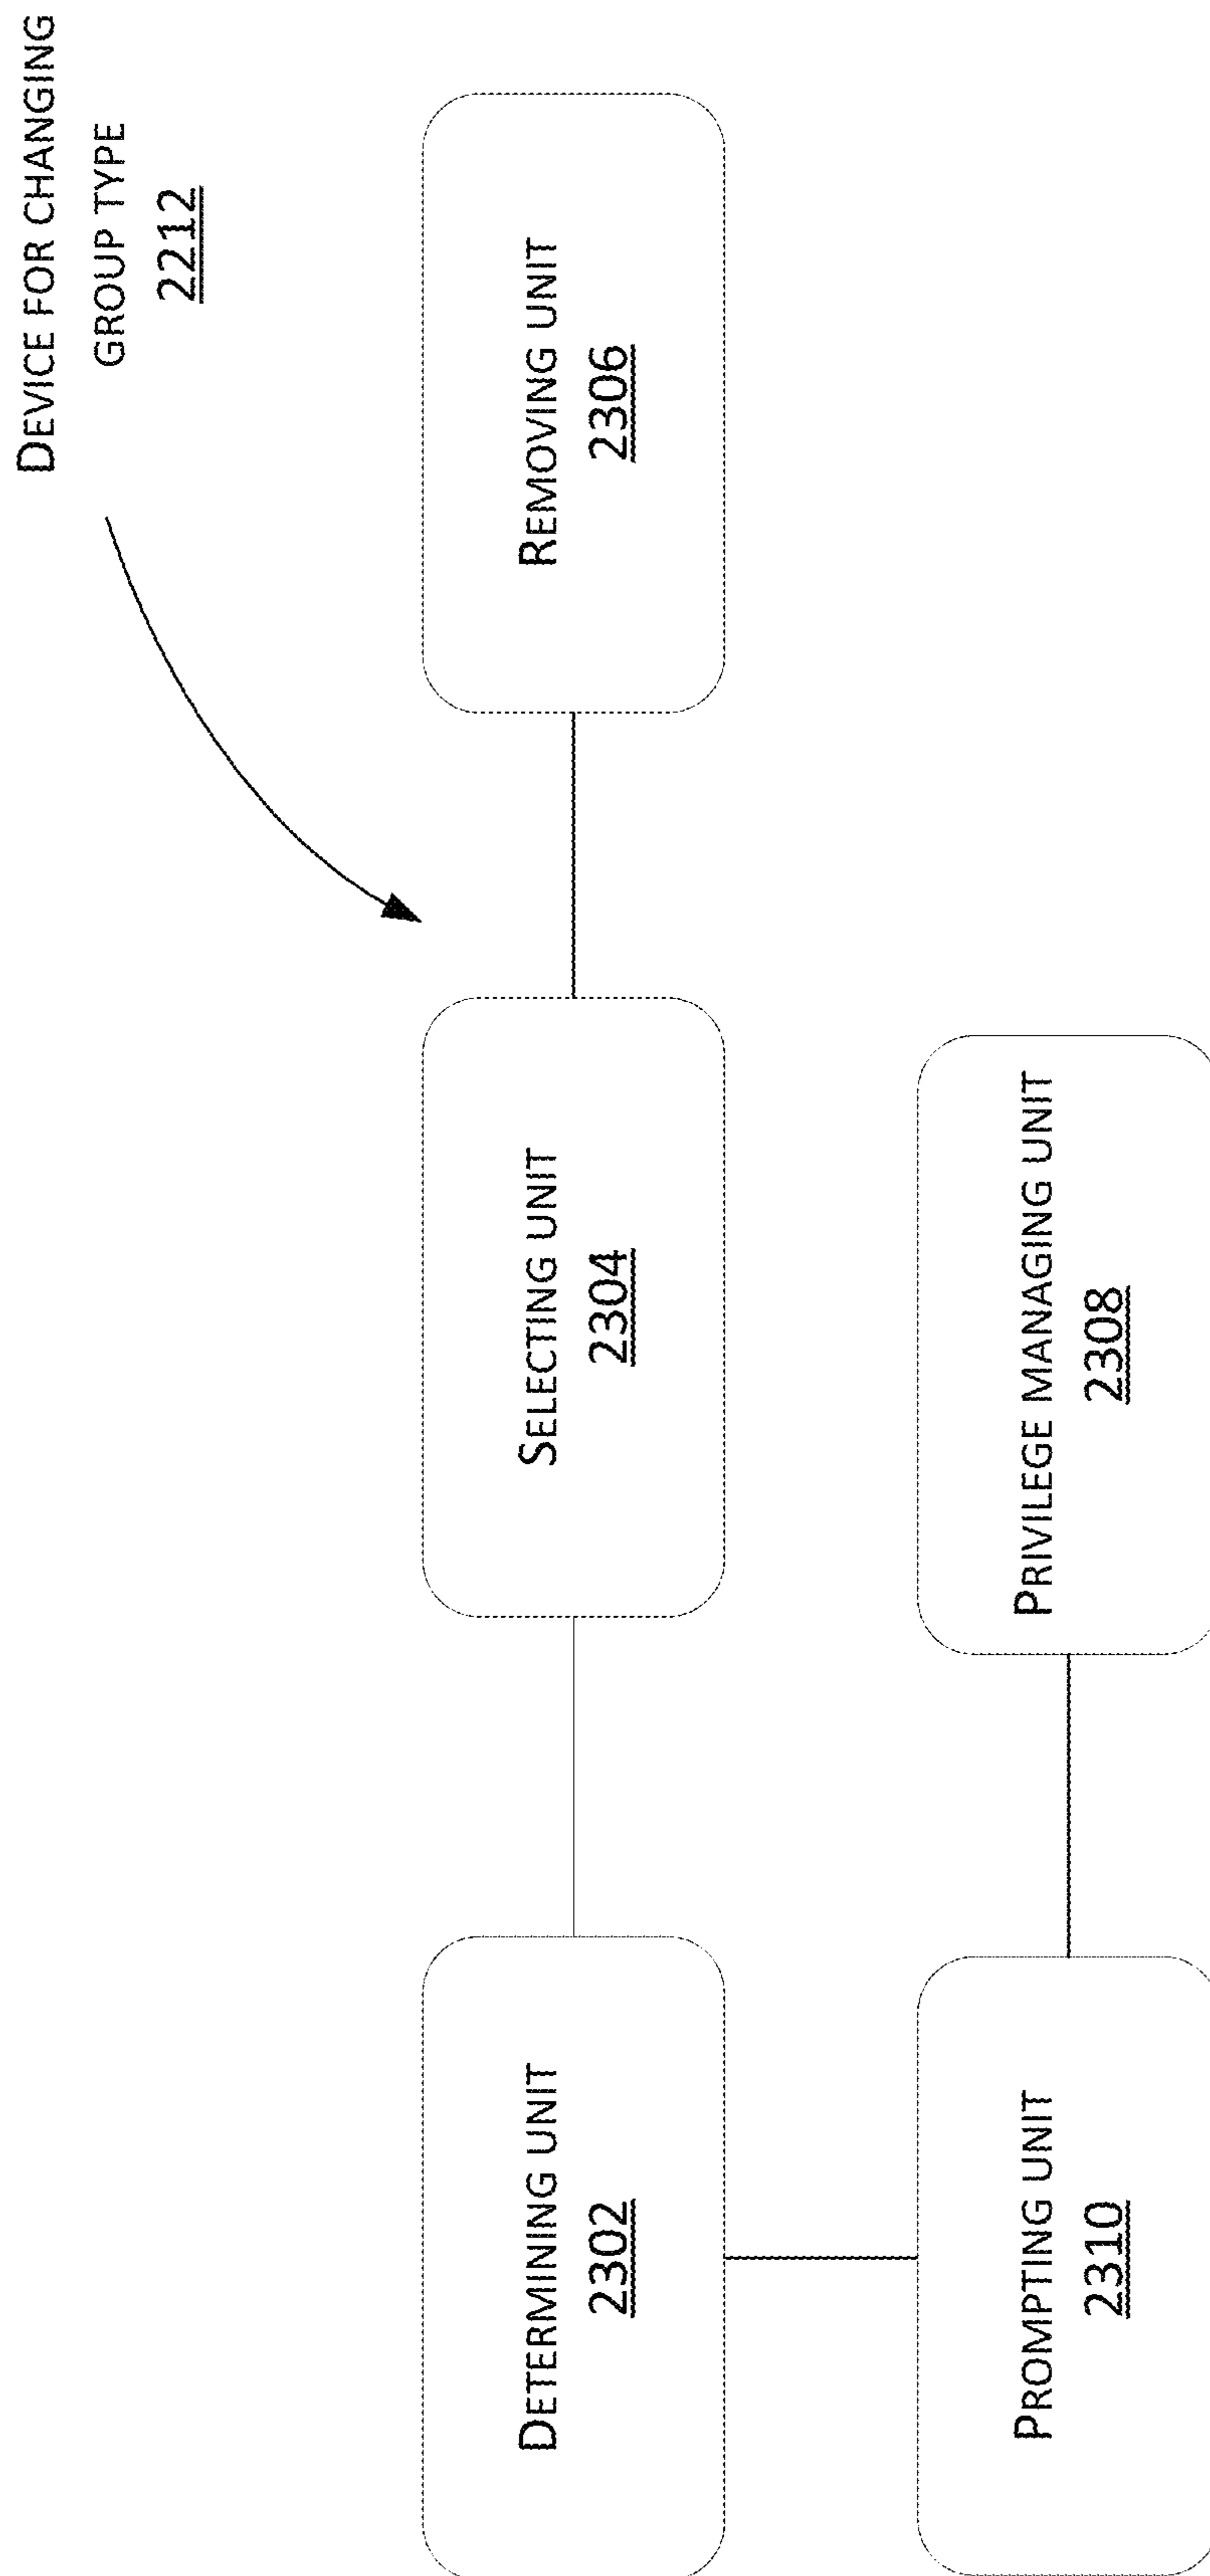 DEVICE FOR CHANGING
GROUP TYPE
2212
DETERMINING UNIT
2302
SELECTING UNIT
2304
REMOVING UNIT
2306
PROMPTING UNIT
2310
PRIVILEGE MANAGING UNIT
2308